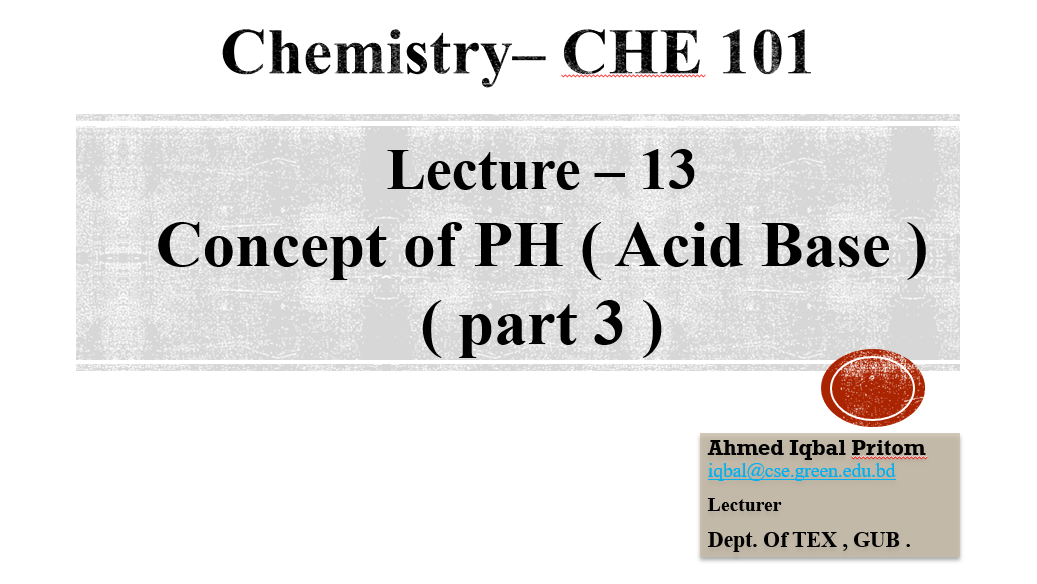 Chemistry– CHE 101
Lecture – 13
Concept of PH ( Acid Base )
( part 3 )
Ahmed Iqbal Pritom
iqbal@cse.green.edu.bd
Lecturer
Dept. Of TEX , GUB .